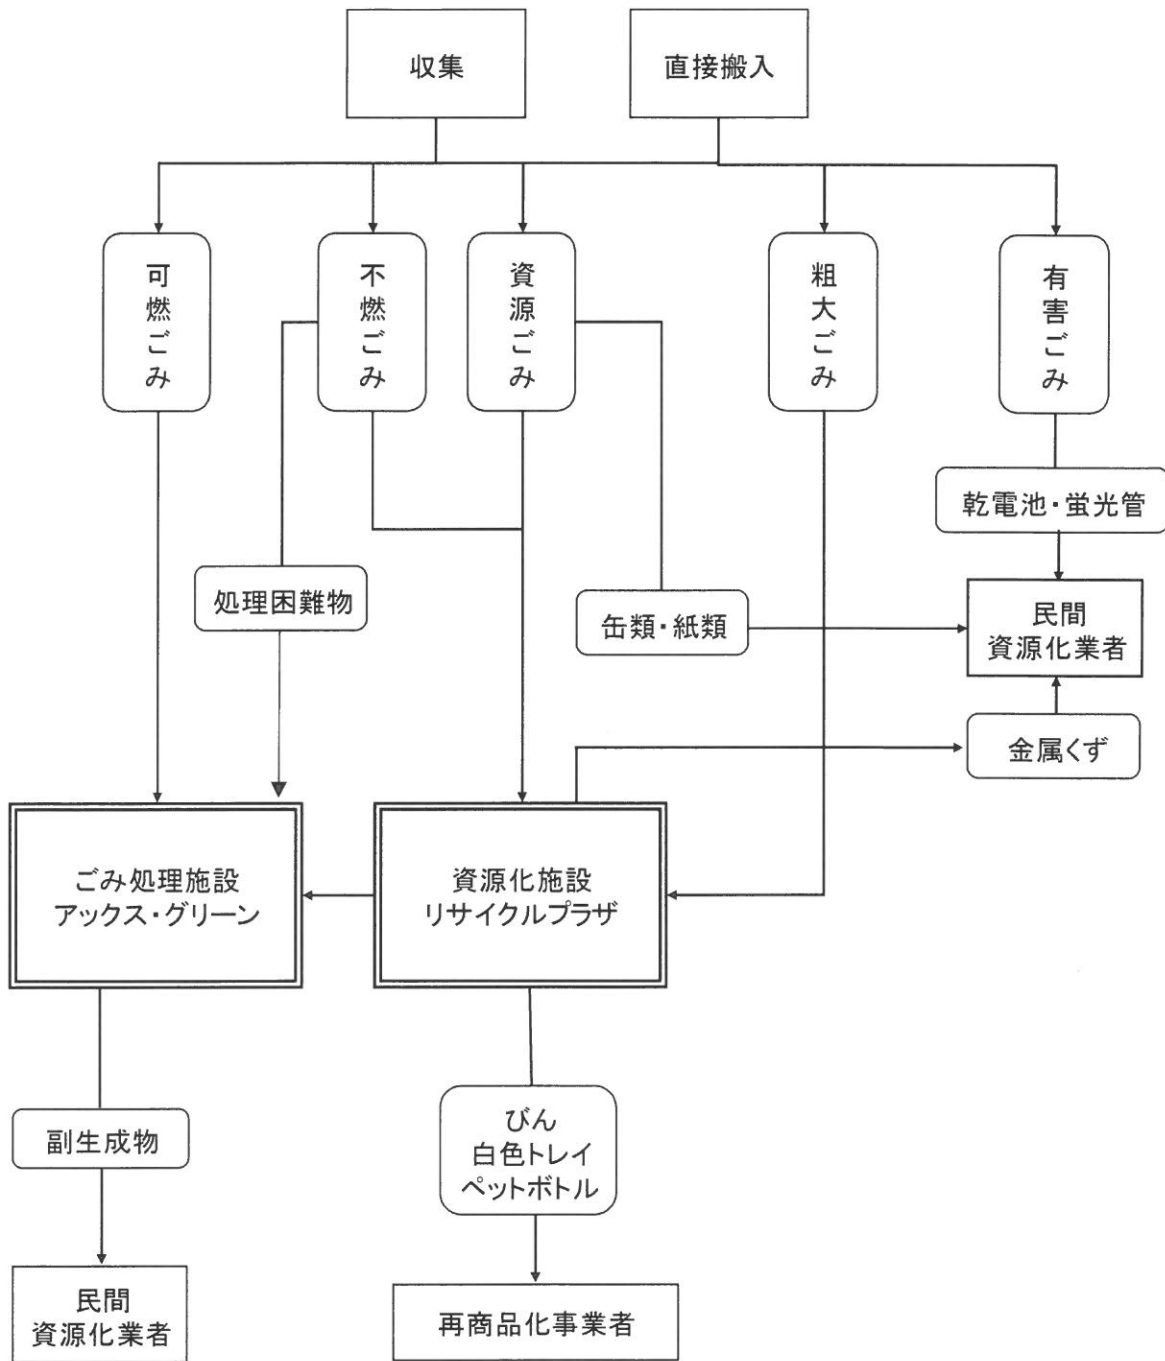 収集
直接搬入
可燃ごみ
不燃ごみ
資源ごみ
粗大ごみ
有害ごみ
乾電池・蛍光管
処理困難物
缶類・紙類
民間
資源化業者
金属くず
ごみ処理施設
アックス・グリーン
資源化施設
リサイクルプラザ
副生成物
びん
白色トレイ
ペットボトル
民間
資源化業者
再商品化事業者